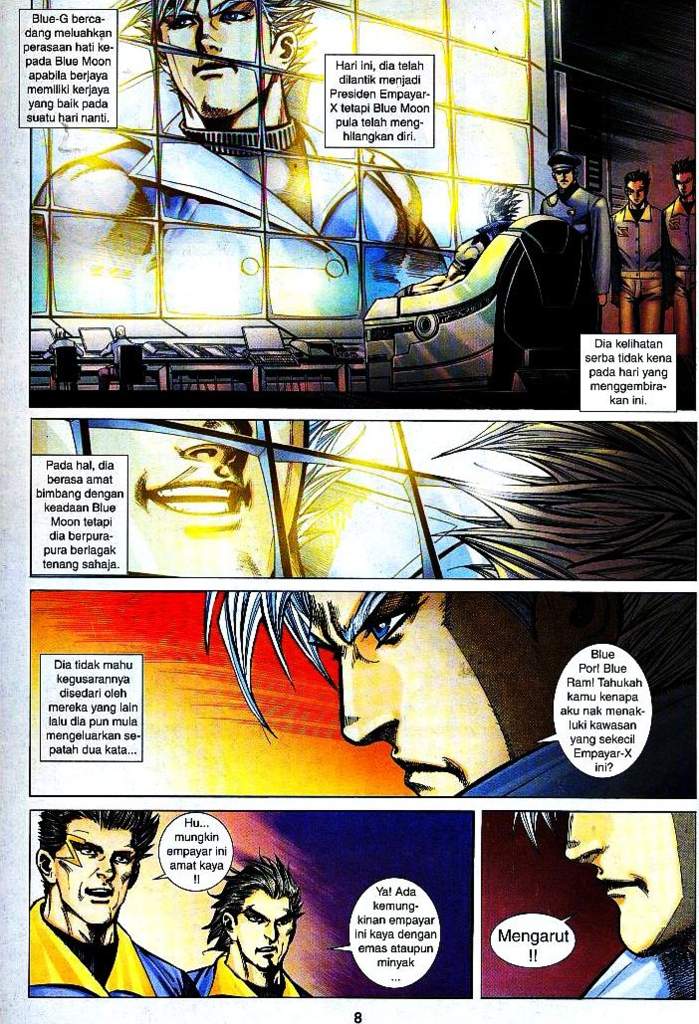 Blue-G berca-
dang meluahkan
perasaan hati ke-
pada Blue Moon
apabila berjaya
memiliki kerjaya
yang baik pada
suatu hari nanti.
Hari ini, dia telah
dilantik menjadi
Presiden Empayar-
X tetapi Blue Moon
pula telah meng-
hilangkan diri.
Dia kelihatan
serba tidak kena
pada hari yang
menggembira-
kan ini.
Pada hal, dia
berasa amat
bimbang dengan
keadaan Blue
Moon tetapi
dia berpura-
pura berlagak
tenang sahaja.
Dia tidak mahu
kegusarannya
disedari oleh
mereka yang lain
lalu dia pun mula
mengeluarkan se-
patah dua kata...
Blue
Por! Blue
Ram! Tahukah
kamu kenapa
aku nak menak-
luki kawasan
yang sekecil
Empayar-X
ini?
Hu...
mungkin
empayar ini
amat kaya
!!
Ya! Ada
kemung-
kinan empayar
ini kaya dengan
emas ataupun
minyak
...
Mengarut
!!
8